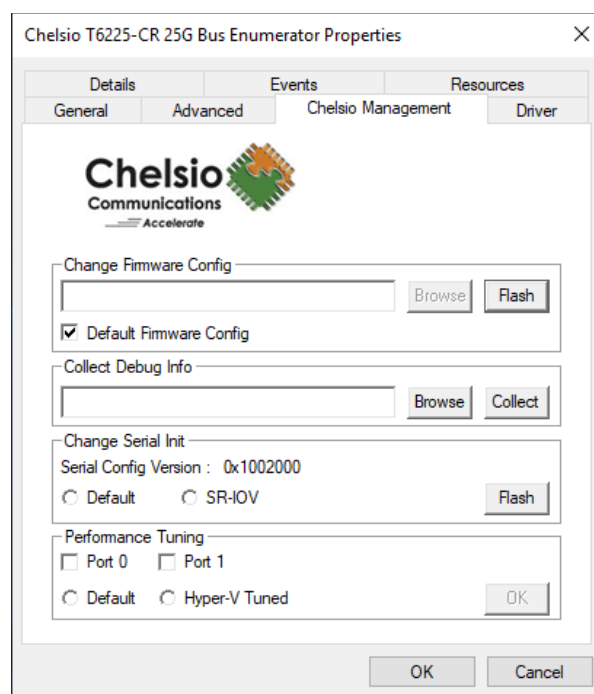 Chelsio T6225-CR 25G Bus Enumerator Properties
Details Events Resources
General Advanced Chelsio Management Driver
Chelsio
Communications
Accelerate
Change Firmware Config
Browse Flash
Default Firmware Config
Collect Debug Info
Browse Collect
Change Serial Init
Serial Config Version : 0x1002000
Default SR-IOV Flash
Performance Tuning
Port 0 Port 1
Default Hyper-V Tuned OK
OK Cancel